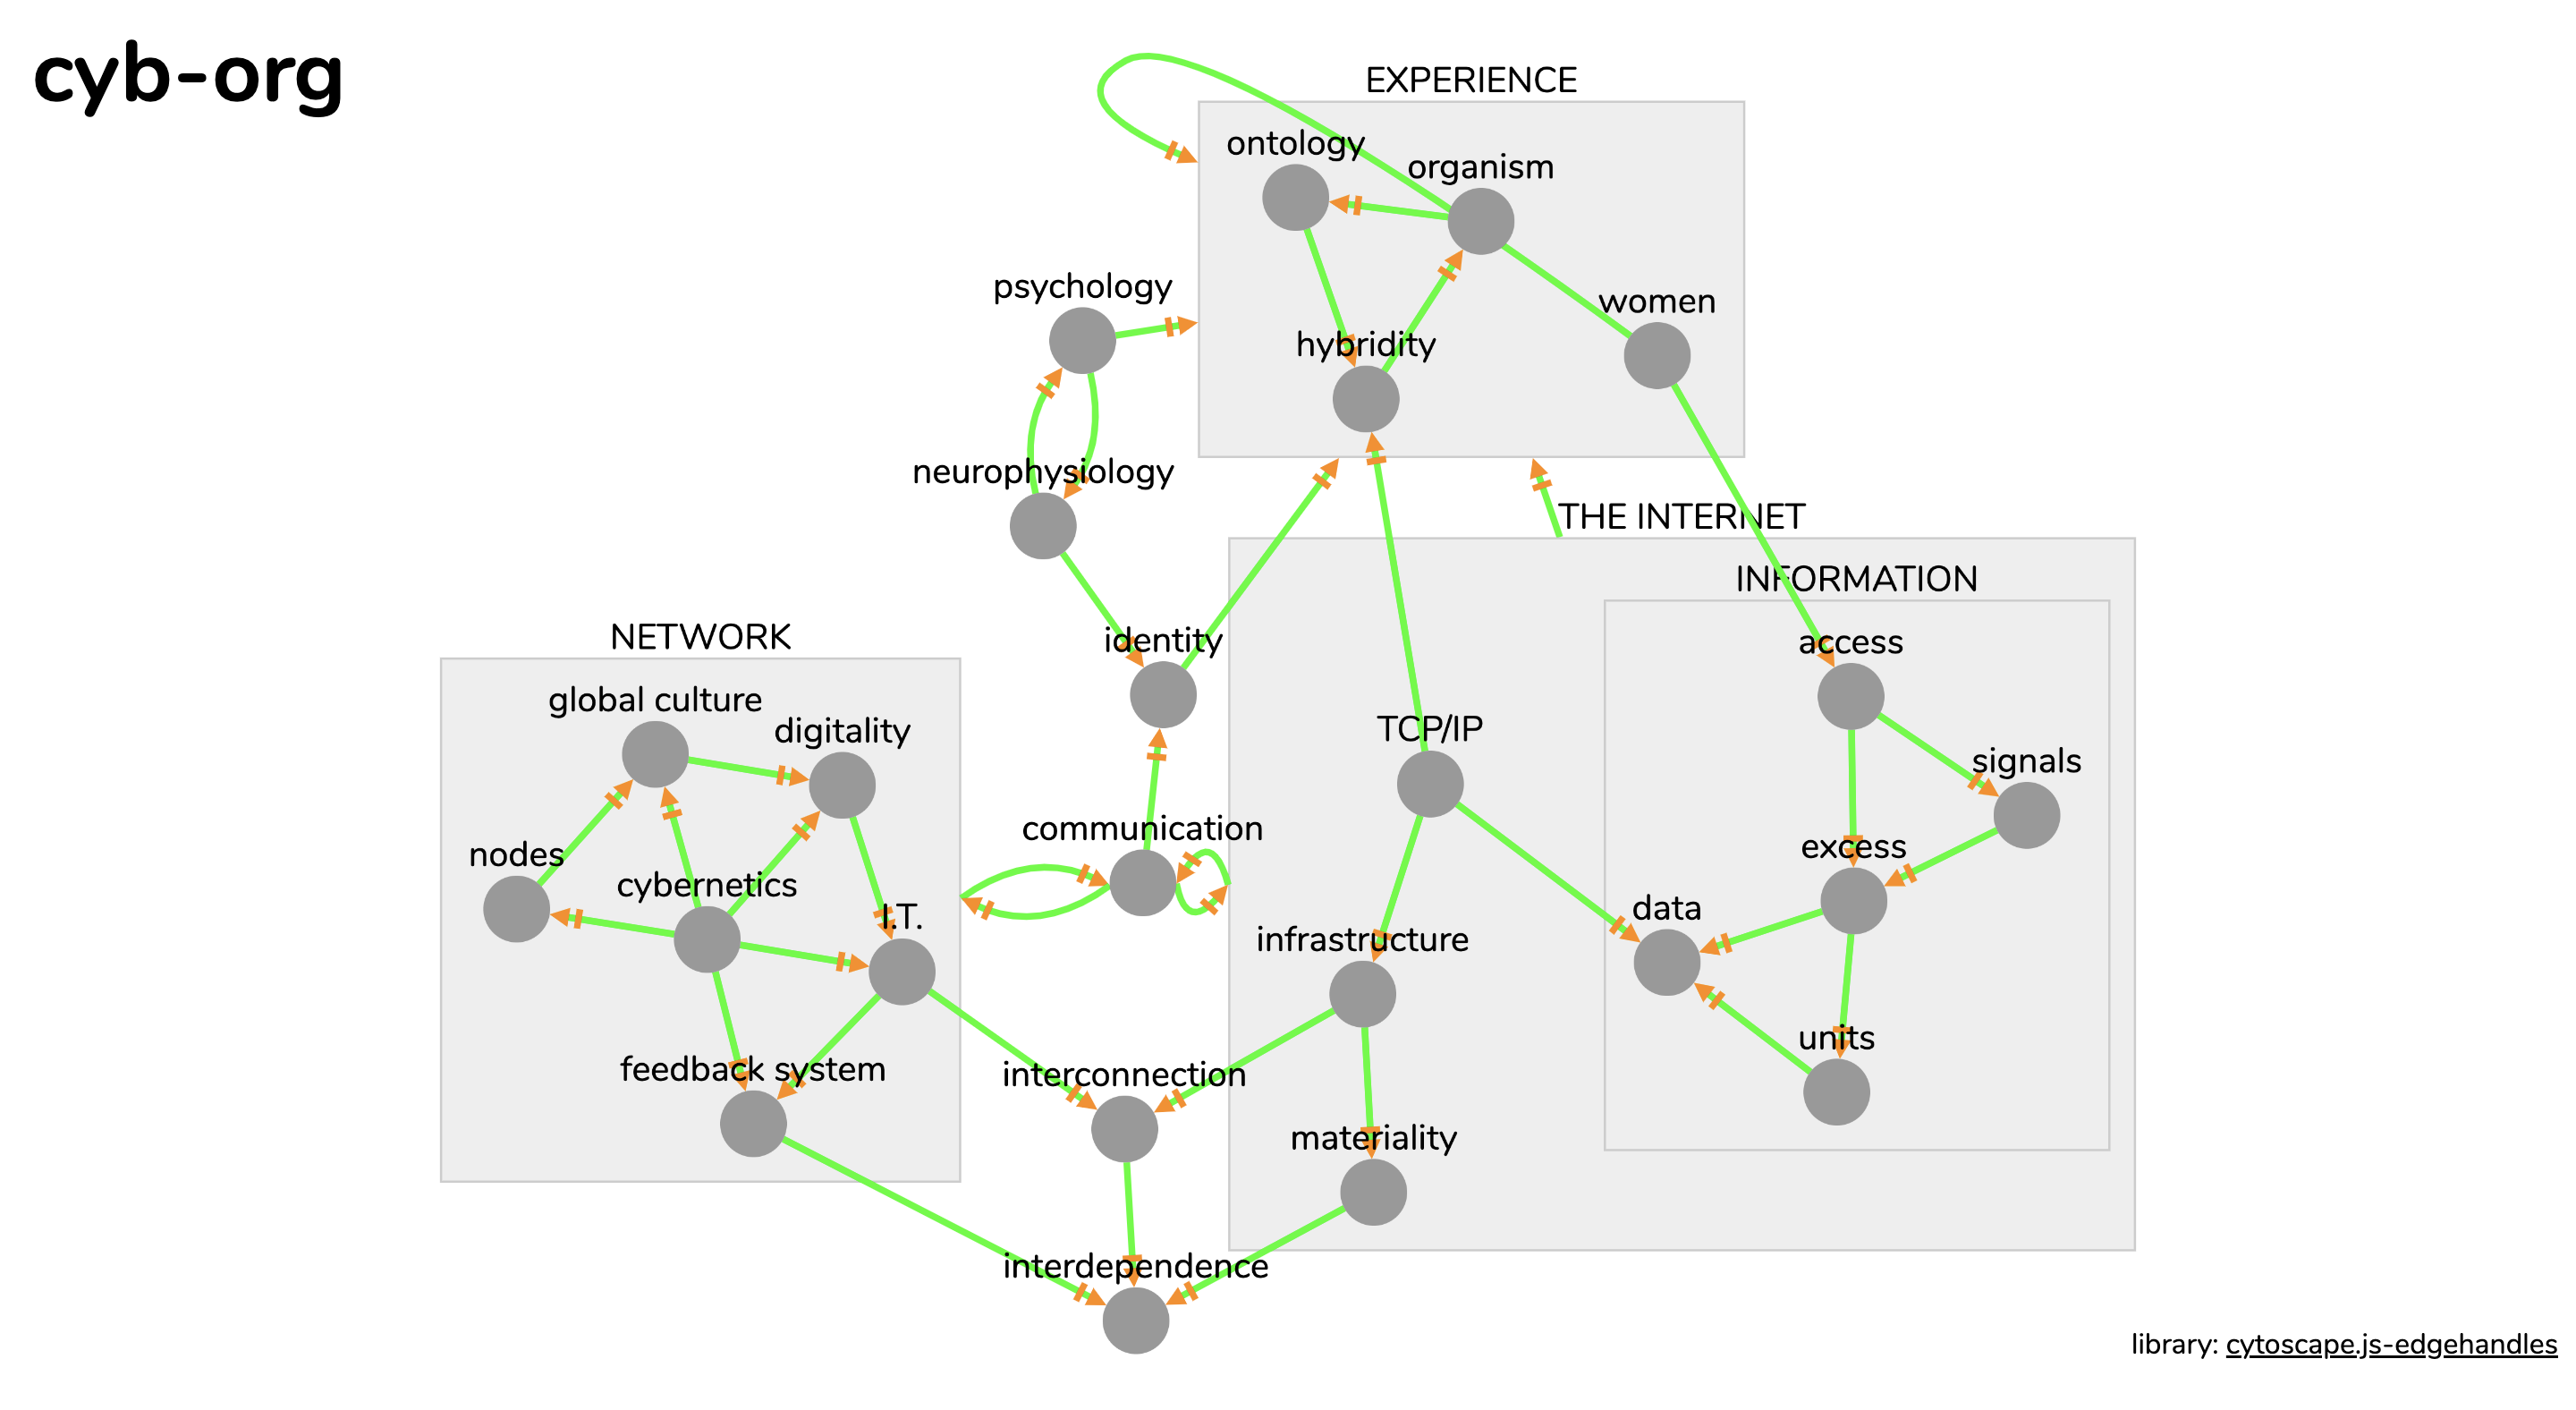 cyb-org
EXPERIENCE
ontology
organism
psychology
women
hybridity
neurophysiology
THE INTERNET
INFORMATION
NETWORK
identity
access
global culture
digitality
TCP/IP
signals
communication
nodes
excess
cybernetics
data
I.T.
infrastructure
units
feedback system
interconnection
materiality
interdependence
library: cytoscape.js-edgehandles